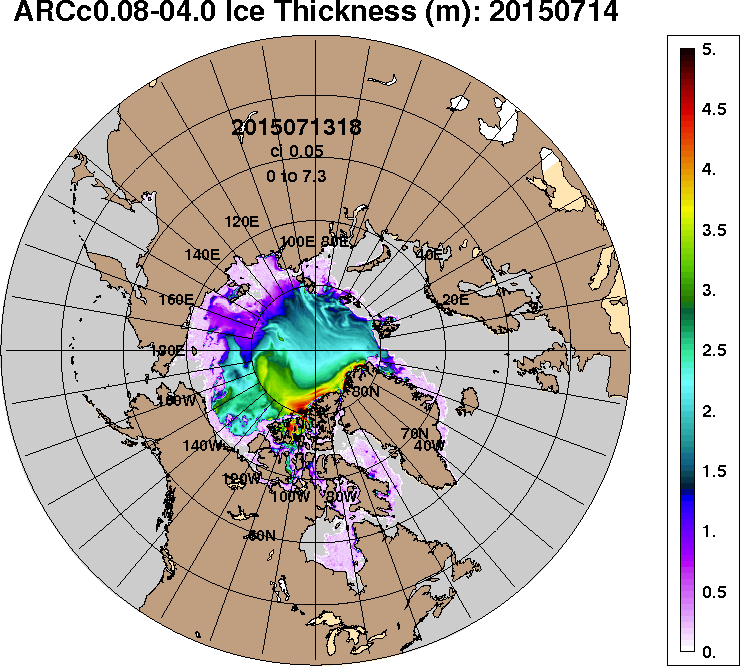 ARCc0.08-04.0 Ice Thickness (m): 20150714
5.
4.5
4.
3.5
3.
2.5
2.
1.5
1.
0.5
0.
2015071318
ci 0.05
0 to 7.3
120E
100E 80E
140E
40E
160E
20E
180E
160W
80N
70N
140W
40W
120W
100W 80W
60N